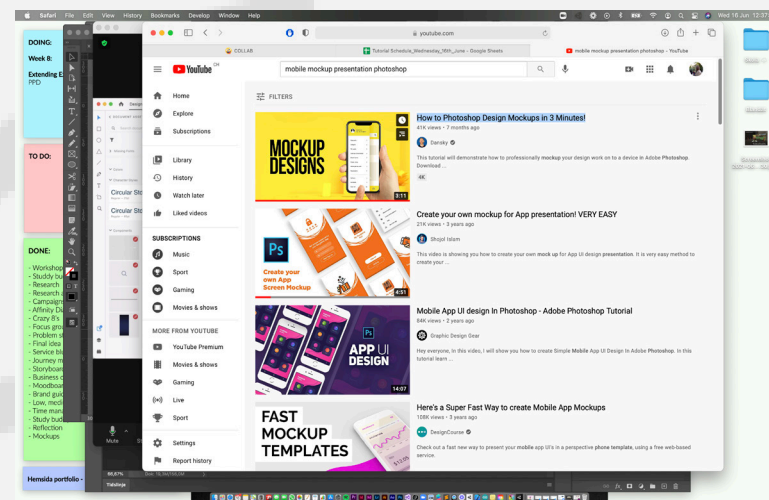 Safari File Edit View History Bookmarks Develop Window Help
Wed 16 Jun 12.37
DOING:
Week 8:
Extending E
PPD
TO DO:
DONE:
- Workshop
- Studdy bu
- Research
- Research a
- Campaign
- Affinity Di
- Crazy 8's
- Focus grou
- Problem st
- Final idea
- Service blu
- Journey m
- Storyboard
- Business c
- Moodboar
- Brand guid
- Low, medi
- Time mana
- Study bud
- Reflection
- Mockups
Hemsida portfolio -
Circular Sto
Circular Std
Mute
66,67%
Tidslinje
youtube.com
COLLAB
Tutorial Schedule_Wednesday_16th_June - Google Sheets
mobile mockup presentation photoshop - YouTube
YouTube
mobile mockup presentation photoshop
Home
Explore
Subscriptions
Library
History
Watch later
Liked videos
SUBSCRIPTIONS
Music
Sport
Gaming
Movies & shows
MORE FROM YOUTUBE
YouTube Premium
Movies & shows
Gaming
Live
Sport
Settings
Report history
FILTERS
MOCKUP
DESIGNS
3:11
How to Photoshop Design Mockups in 3 Minutes!
41K views • 7 months ago
Dansky
This tutorial will demonstrate how to professionally mockup your design work on to a device in Adobe Photoshop.
Download ...
4K
Ps
Create your
own App
Screen Mockup
4:51
Create your own mockup for App presentation! VERY EASY
21K views • 3 years ago
Shojol Islam
This video is showing you how to create your own mock up for App UI design presentation. It is very easy method to
create your ...
Ps
APP UI
DESIGN
14:07
Mobile App UI design In Photoshop - Adobe Photoshop Tutorial
84K views • 2 years ago
Graphic Design Gear
Hey everyone, in this video, I will show you how to create Simple Mobile App UI Design In Adobe Photoshop. In this
tutorial learn ...
FAST
MOCKUP
TEMPLATES
Here's a Super Fast Way to create Mobile App Mockups
108K views • 3 years ago
DesignCourse
Check out a fast new way to present your mobile app UI's in a perspective phone template, using a free web-based
service.